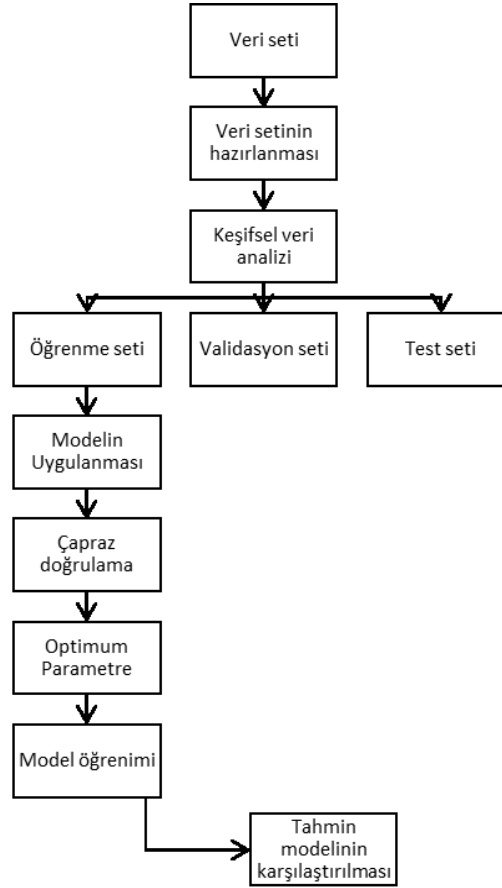 Veri seti
Veri setinin
hazırlanması
Keşifsel veri
analizi
Öğrenme seti
Validasyon seti
Test seti
Modelin
Uygulanması
Çapraz
doğrulama
Optimum
Parametre
Model öğrenimi
Tahmin
modelinin
karşılaştırılması